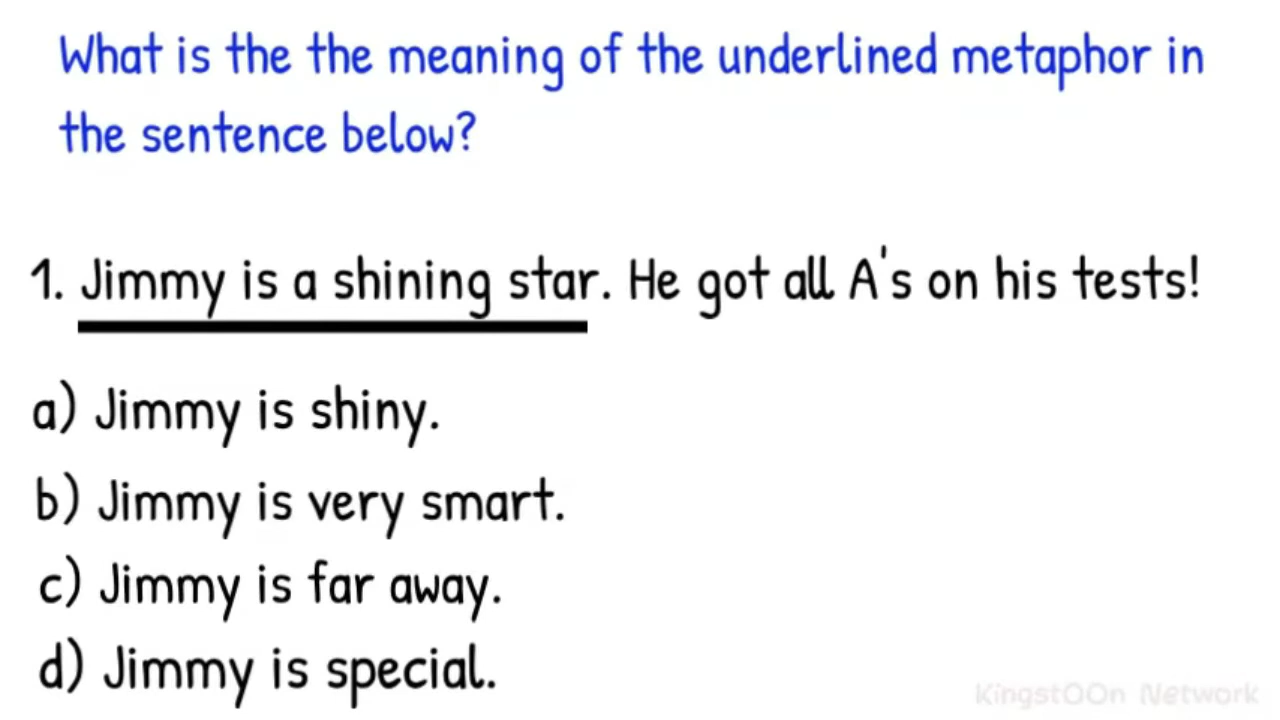 What is the the meaning of the underlined metaphor in
the sentence below?
1. Jimmy is a shining star. He got all A's on his tests!
a) Jimmy is shiny.
b) Jimmy is very smart.
c) Jimmy is far away.
d) Jimmy is special.
KingstOOn Network